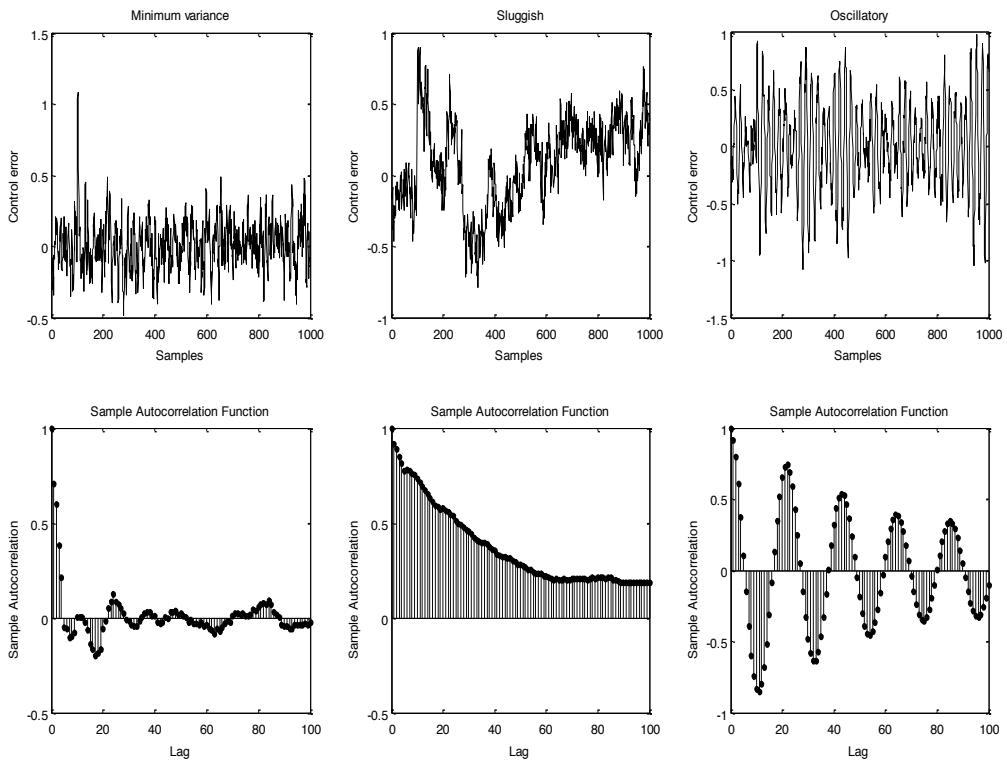 Minimum variance
1.5
1
0.5
0
-0.5
0 200 400 600 800 1000
Control error
Samples
Sluggish
1
0.5
0
-0.5
-1
0 200 400 600 800 1000
Control error
Samples
Oscillatory
1
0.5
0
-0.5
-1
-1.5
0 200 400 600 800 1000
Control error
Samples
Sample Autocorrelation Function
1
0.5
0
-0.5
0 20 40 60 80 100
Sample Autocorrelation
Lag
Sample Autocorrelation Function
1
0.5
0
-0.5
0 20 40 60 80 100
Sample Autocorrelation
Lag
Sample Autocorrelation Function
1
0.5
0
-0.5
-1
0 20 40 60 80 100
Sample Autocorrelation
Lag